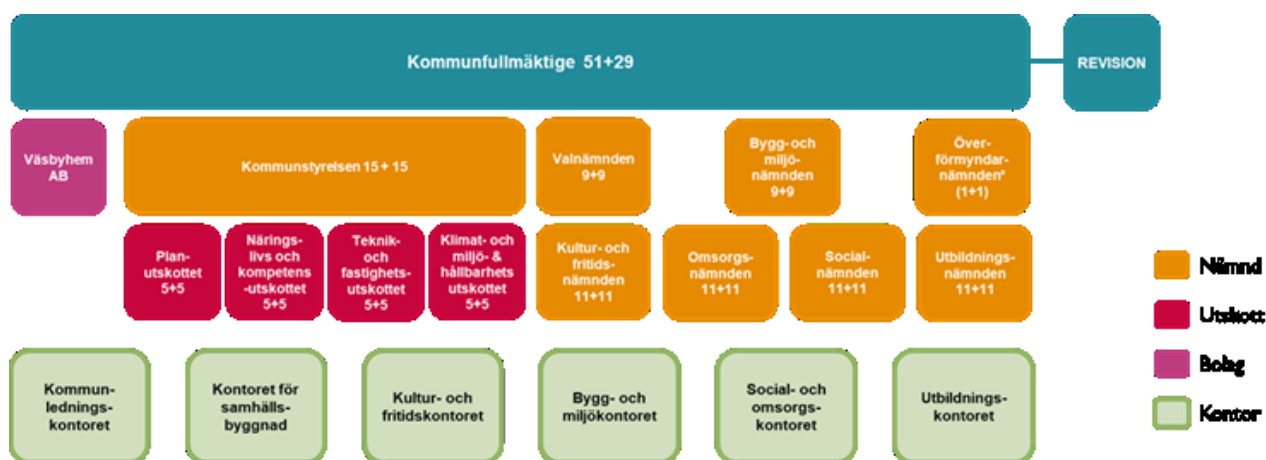 Kommunfullmäktige 51+29
REVISION
Väsbyhem
AB
Kommunstyrelsen 15 + 15
Valnämnden
9+9
Bygg- och
miljö-
nämnden
9+9
Över-
förmyndar-
nämnden*
(1+1)
Plan-
utskottet
5+5
Närings-
livs och
kompetens
-utskottet
5+5
Teknik-
och
fastighets-
utskottet
5+5
Klimat- och
miljö- &
hållbarhets
utskottet
5+5
Kultur- och
fritids-
nämnden
11+11
Omsorgs-
nämnden
11+11
Social-
nämnden
11+11
Utbildnings-
nämnden
11+11
Nämnd
Utskott
Bolag
Kontor
Kommun-
lednings-
kontoret
Kontoret för
samhälls-
byggnad
Kultur- och
fritidskontoret
Bygg- och
miljökontoret
Social- och
omsorgs-
kontoret
Utbildnings-
kontoret